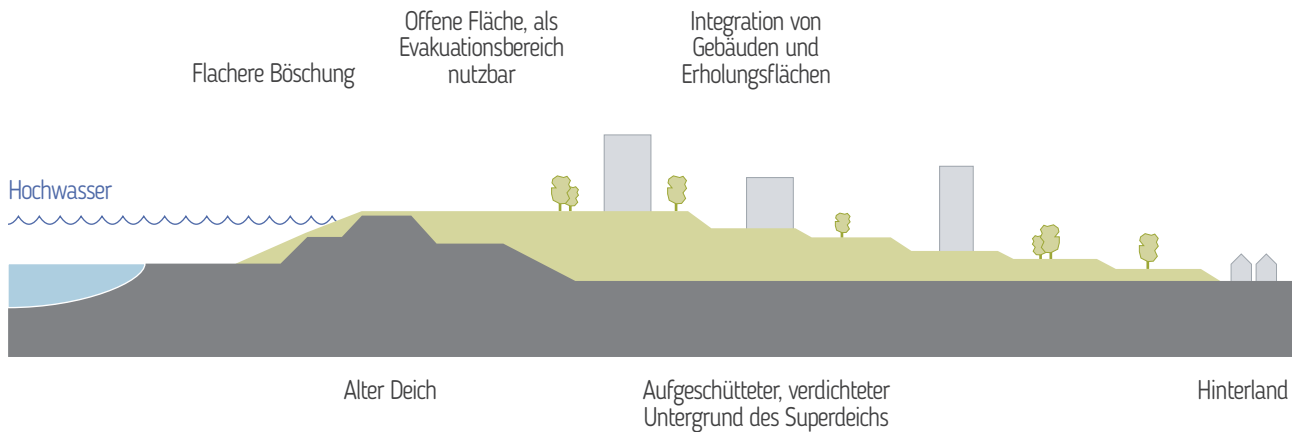 Offene Fläche, als
Evakuationsbereich
nutzbar
Integration von
Gebäuden und
Erholungsflächen
Flachere Böschung
Hochwasser
Alter Deich
Aufgeschütteter, verdichteter
Untergrund des Superdeichs
Hinterland